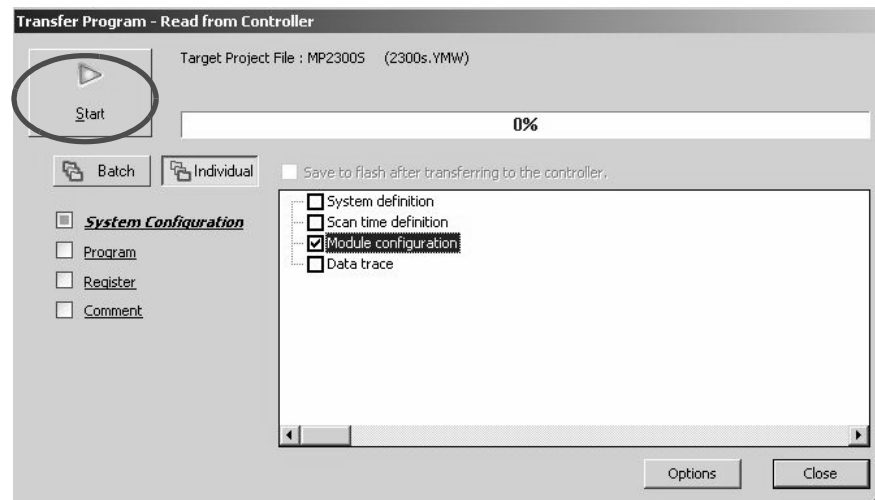 Transfer Program - Read from Controller
Target Project File : MP2300S (2300s.YMW)
Start
0%
Batch
Individual
Save to flash after transferring to the controller.
System Configuration
Program
Register
Comment
System definition
Scan time definition
Module configuration
Data trace
Options
Close